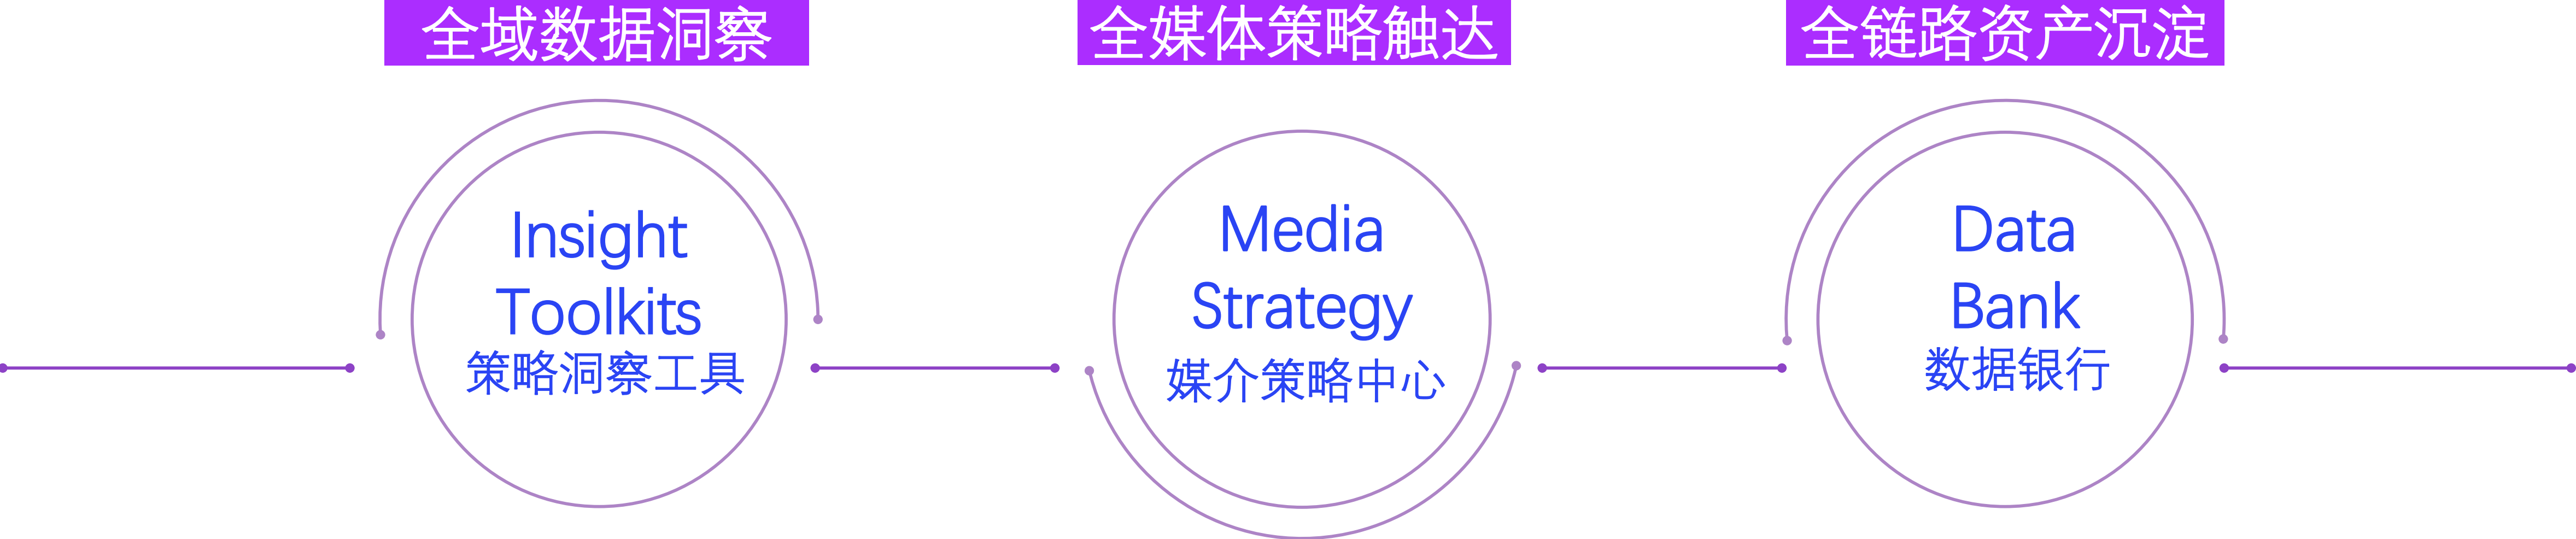 全域数据洞察
全媒体策略触达
全链路资产沉淀
Insight
Toolkits
策略洞察工具
Media
Strategy
媒介策略中心
Data
Bank
数据银行